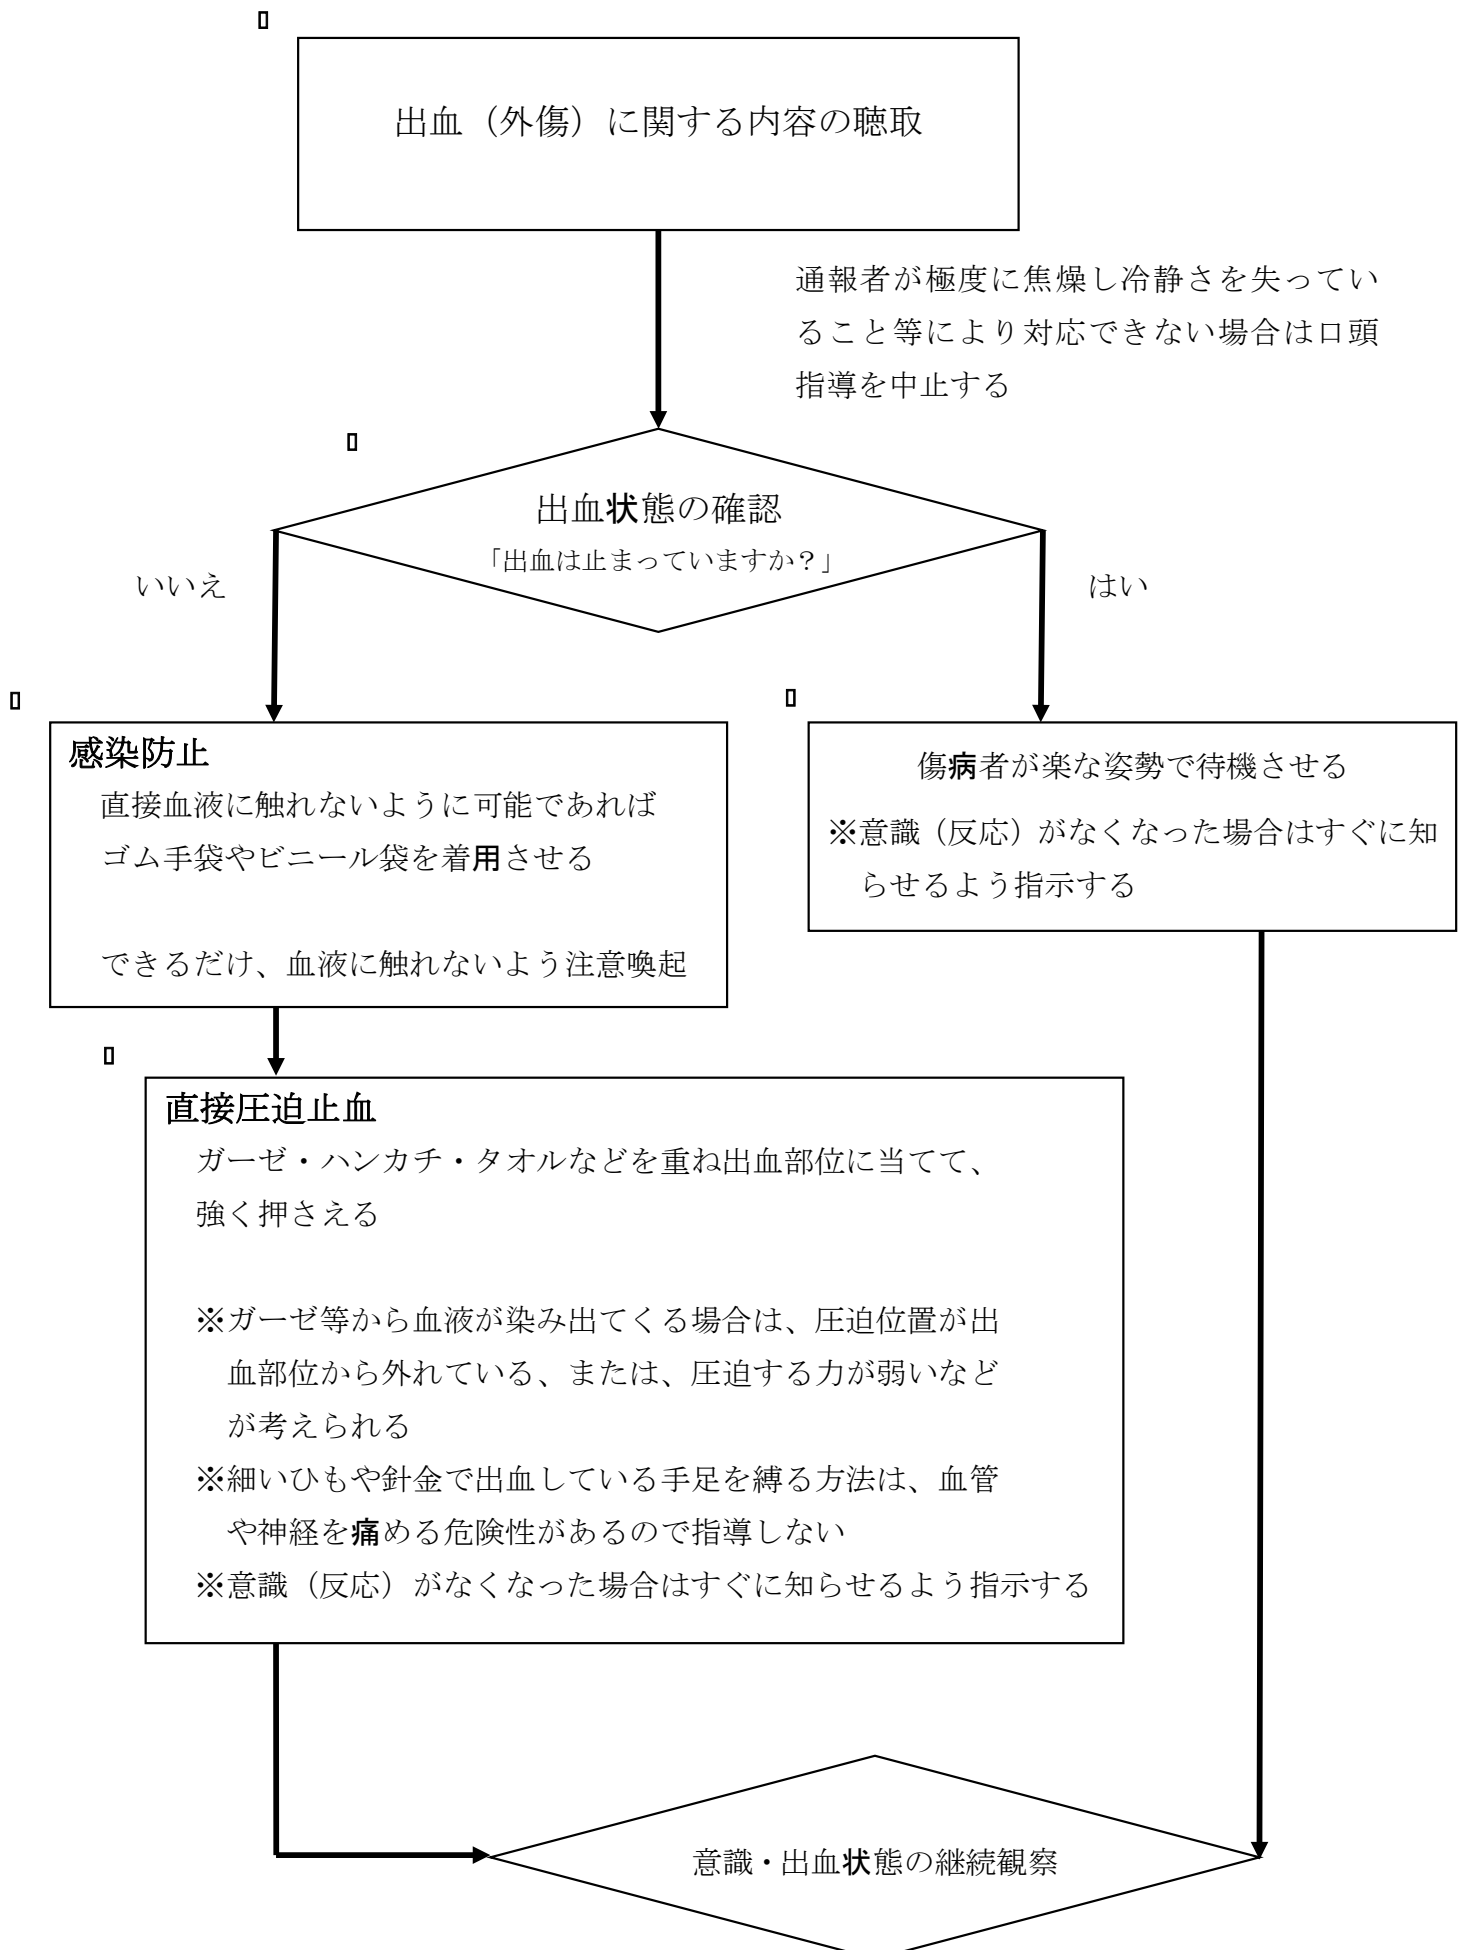 出血（外傷）に関する内容の聴取
通報者が極度に焦燥し冷静さを失ってい
ること等により対応できない場合は口頭
指導を中止する
出血状態の確認
「出血は止まっていますか？」
いいえ
はい
感染防止
直接血液に触れないように可能であれば
ゴム手袋やビニール袋を着用させる
できるだけ、血液に触れないよう注意喚起
傷病者が楽な姿勢で待機させる
※意識（反応）がなくなった場合はすぐに知
らせるよう指示する
直接圧迫止血
ガーゼ・ハンカチ・タオルなどを重ね出血部位に当てて、
強く押さえる
※ガーゼ等から血液が染み出てくる場合は、圧迫位置が出
血部位から外れている、または、圧迫する力が弱いなど
が考えられる
※細いひもや針金で出血している手足を縛る方法は、血管
や神経を痛める危険性があるので指導しない
※意識（反応）がなくなった場合はすぐに知らせるよう指示する
意識・出血状態の継続観察